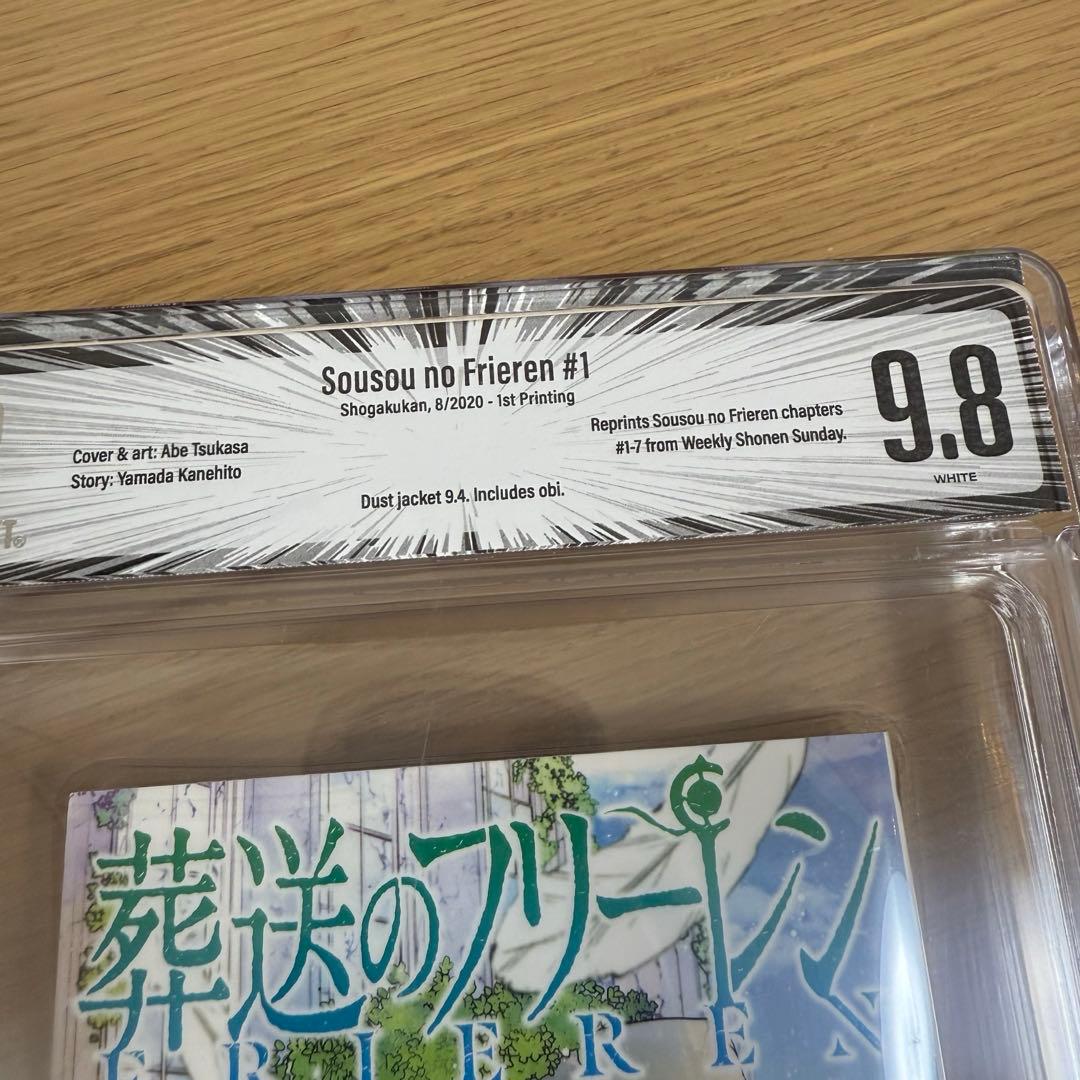 Sousou no Frieren #1
Shogakukan, 8/2020 - 1st Printing
Cover & art: Abe Tsukasa
Story: Yamada Kanehito
Reprints Sousou no Frieren chapters
#1-7 from Weekly Shonen Sunday.
Dust jacket 9.4. Includes obi.
9.8
WHITE
葬送のフリーレン
FRIEREN